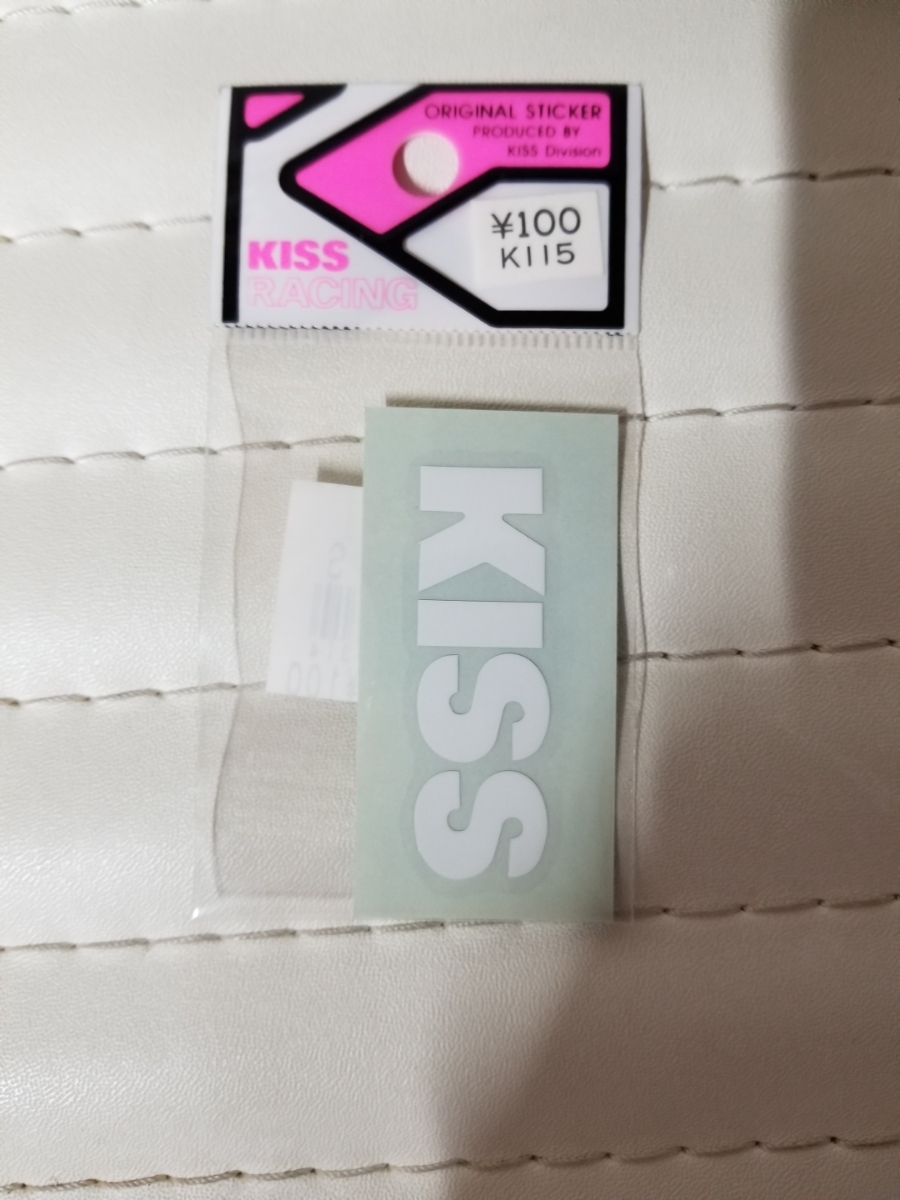 ORIGINAL STICKER
PRODUCED BY
KISS Division
¥100
K115
KISS
RACING
KISS